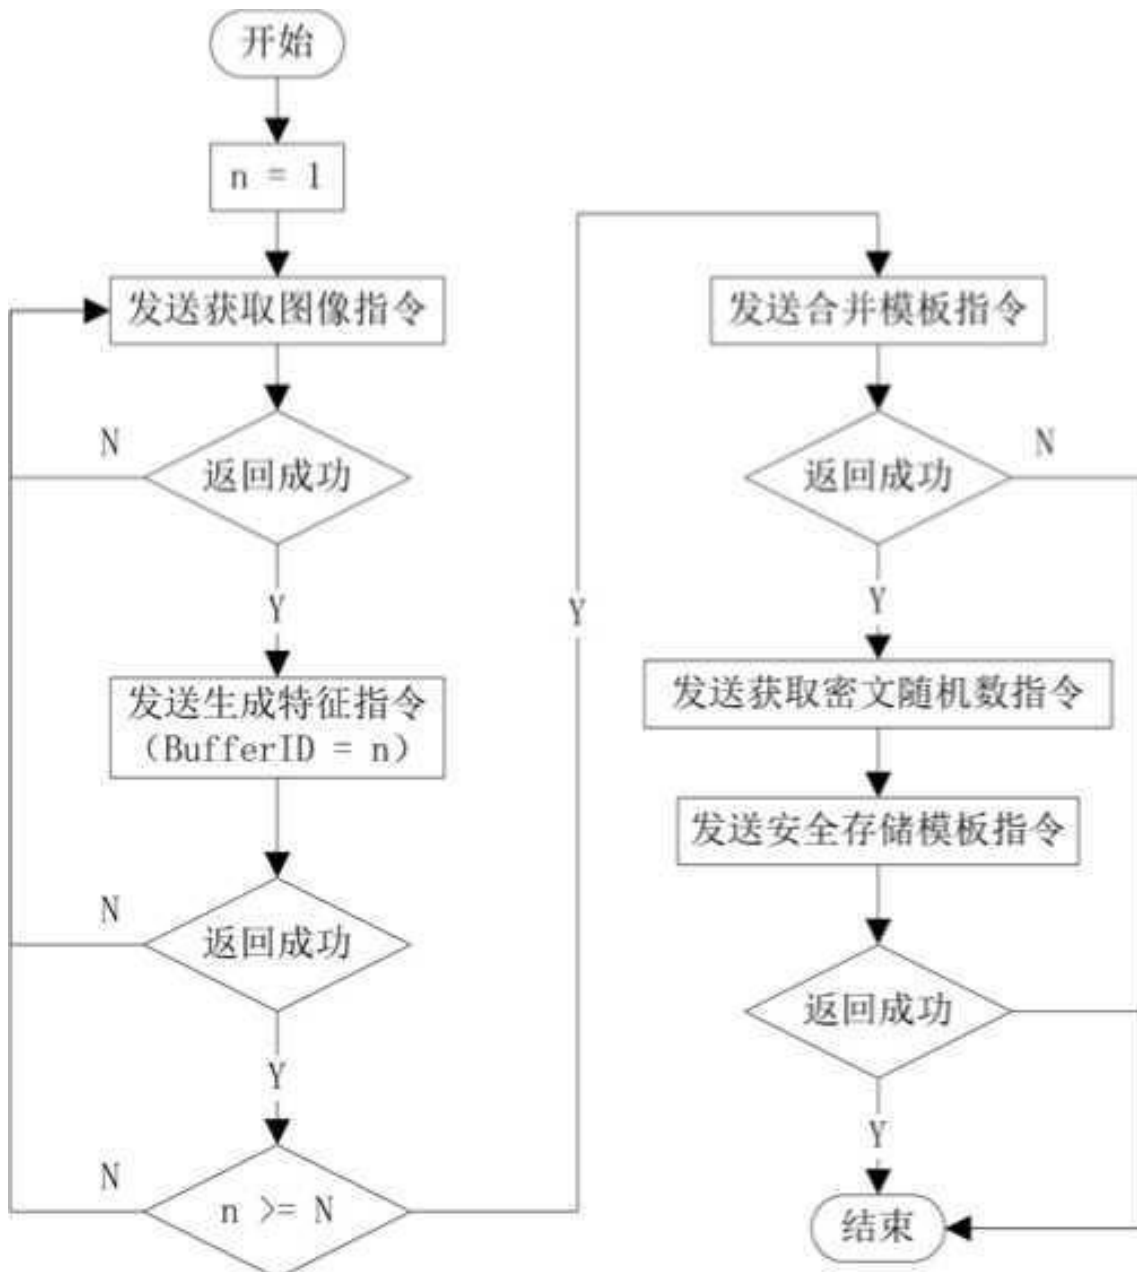 开始
n = 1
发送获取图像指令
N
返回成功
Y
发送生成特征指令
（BufferID = n）
N
返回成功
Y
N
n >= N
Y
发送合并模板指令
N
返回成功
Y
发送获取密文随机数指令
发送安全存储模板指令
返回成功
Y
结束